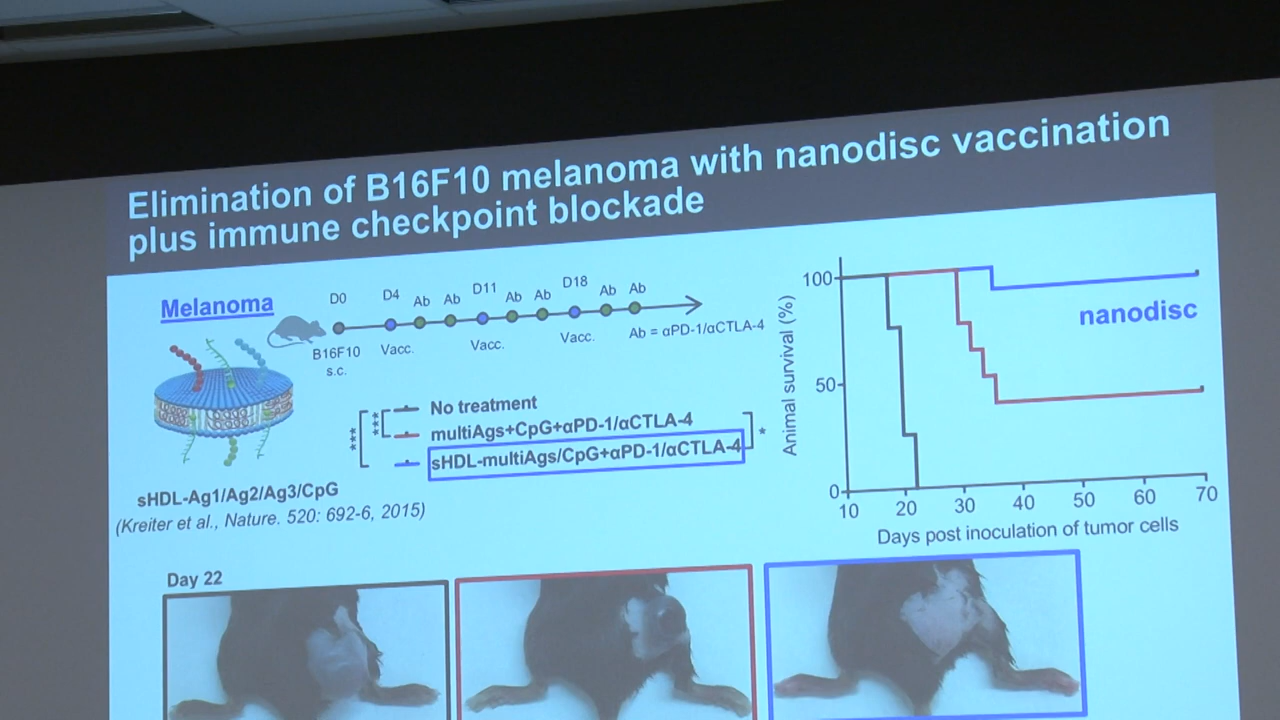 Elimination of B16F10 melanoma with nanodisc vaccination
plus immune checkpoint blockade
Melanoma
D0 D4 Ab Ab D11 Ab Ab D18 Ab Ab
B16F10
s.c.
Vacc. Vacc. Vacc. Ab = αPD-1/αCTLA-4
*** *** No treatment
multiAgs+CpG+αPD-1/αCTLA-4 *
sHDL-multiAgs/CpG+αPD-1/αCTLA-4
sHDL-Ag1/Ag2/Ag3/CpG
(Kreiter et al., Nature. 520: 692-6, 2015)
Animal survival (%)
100
50
0
nanodisc
10 20 30 40 50 60 70
Days post inoculation of tumor cells
Day 22